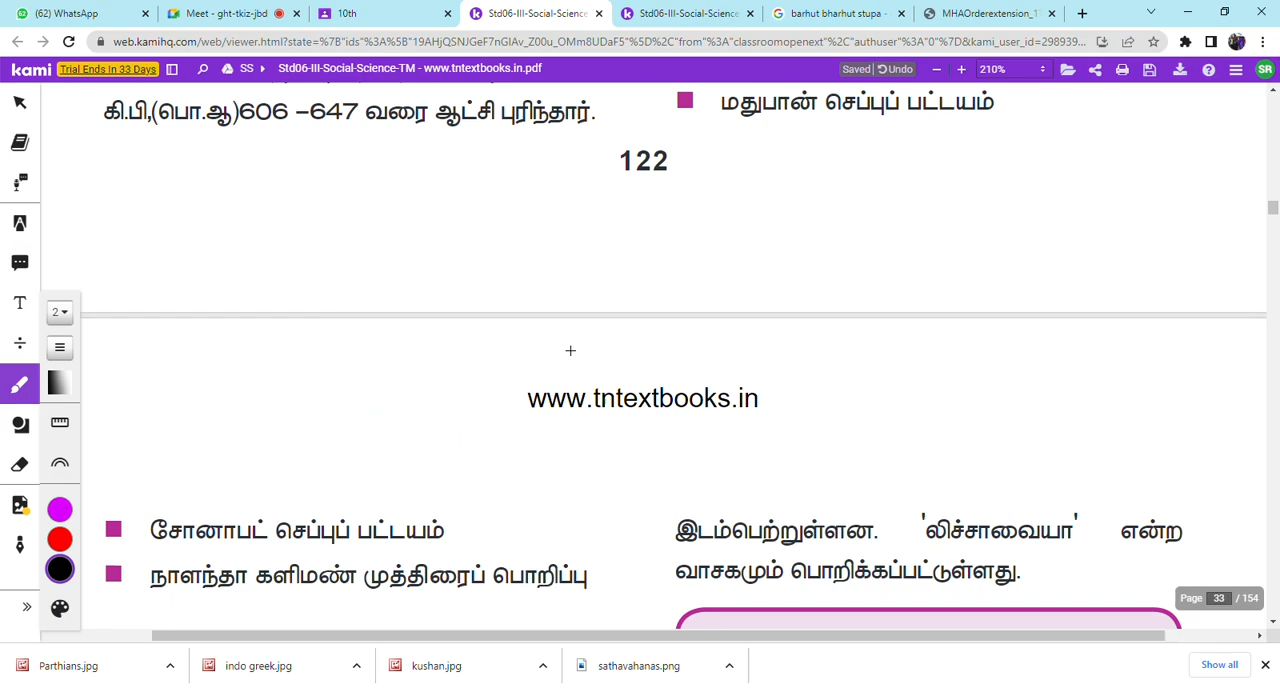 (62) WhatsApp
Meet - ght-tkiz-jbd
10th
Std06-III-Social-Science-
Std06-III-Social-Science
barhut bharhut stupa -
MHAOrderextension_1
web.kamihq.com/web/viewer.html?state=%7B"ids"%3A%5B"19AHjQSNJGeF7nGIAv_Z00u_OMm8UDaF5"%5D%2C"from"%3A"classroomopenext"%2C"authuser"%3A"0"%7D&kami_user_id=298939...
kami
Trial Ends In 33 Days
SS
Std06-III-Social-Science-TM - www.tntextbooks.in.pdf
Saved
Undo
210%
SR
கி.பி,(பொ.ஆ)606 –647 வரை ஆட்சி புரிந்தார்.
மதுபான் செப்புப் பட்டயம்
122
2
www.tntextbooks.in
சோனாபட் செப்புப் பட்டயம்
நாளந்தா களிமண் முத்திரைப் பொறிப்பு
இடம்பெற்றுள்ளன. 'லிச்சாவையா' என்ற
வாசகமும் பொறிக்கப்பட்டுள்ளது.
Page 33 / 154
Parthians.jpg
indo greek.jpg
kushan.jpg
sathavahanas.png
Show all